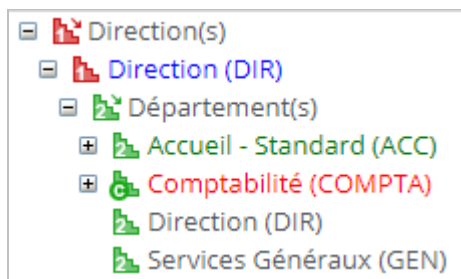 Direction(s)
Direction (DIR)
Département(s)
Accueil - Standard (ACC)
Comptabilité (COMPTA)
Direction (DIR)
Services Généraux (GEN)